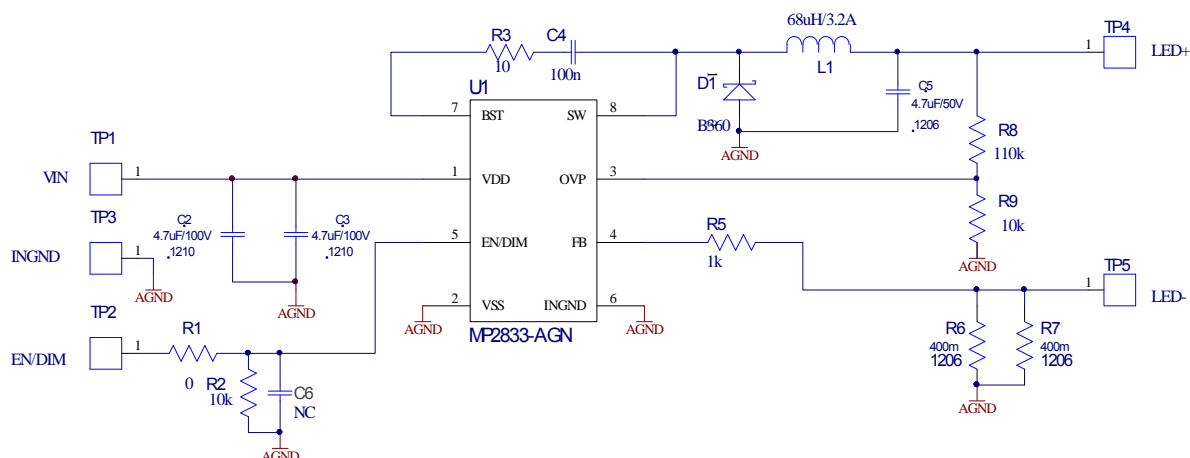 68uH/3.2A
L1
TP4
1
LED+
R3
10
C4
100n
D1
B560
AGND
C5
4.7uF/50V
.1206
R8
110k
R9
10k
AGND
U1
7
BST
SW
8
1
VDD
OVP
3
5
EN/DIM
FB
4
2
VSS
INGND
6
AGND
AGND
MP2833-AGN
TP1
1
VIN
TP3
1
INGND
AGND
C2
4.7uF/100V
.1210
C3
4.7uF/100V
.1210
AGND
TP2
1
EN/DIM
R1
0
R2
10k
C6
NC
AGND
R5
1k
TP5
1
LED-
R6
400m
1206
R7
400m
1206
AGND